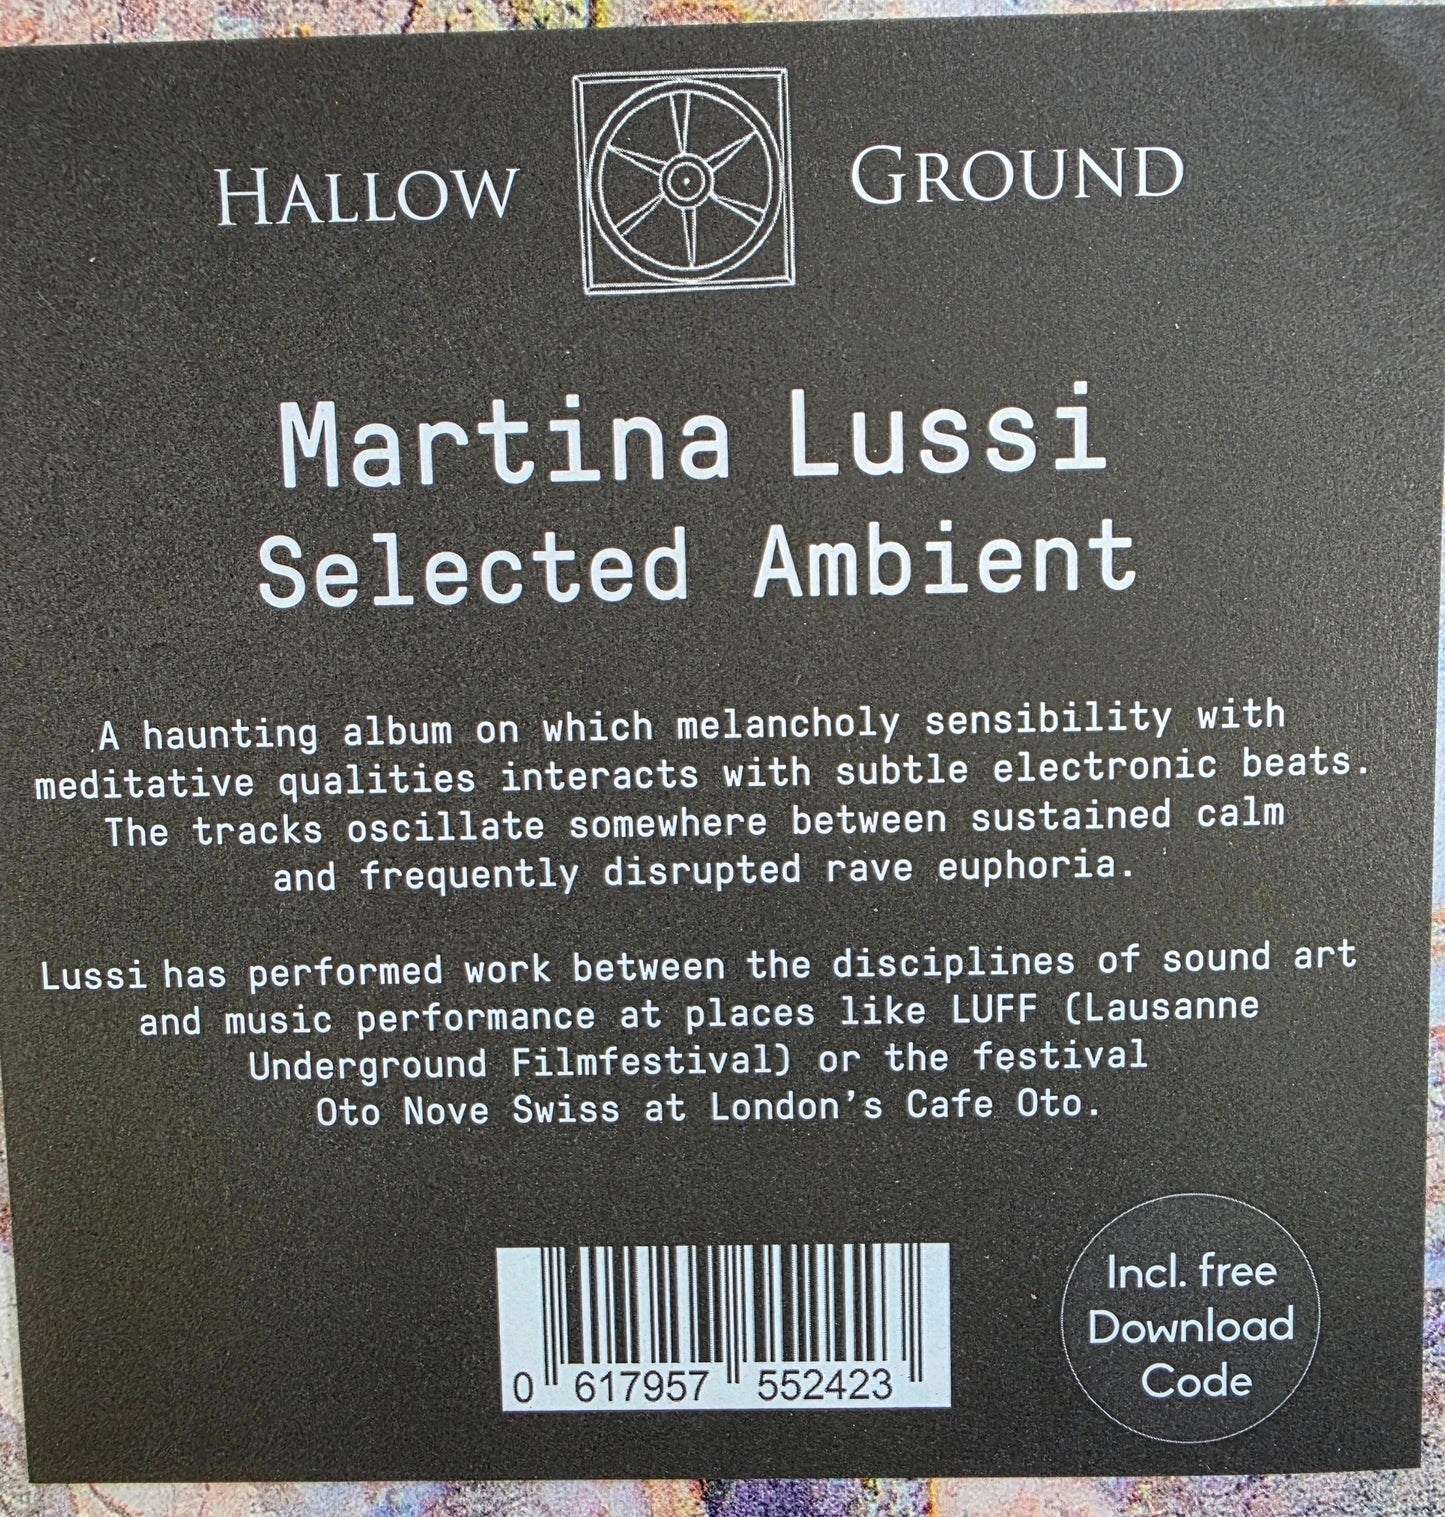 HALLOW GROUND
Martina Lussi
Selected Ambient
A haunting album on which melancholy sensibility with
meditative qualities interacts with subtle electronic beats.
The tracks oscillate somewhere between sustained calm
and frequently disrupted rave euphoria.
Lussi has performed work between the disciplines of sound art
and music performance at places like LUFF (Lausanne
Underground Filmfestival) or the festival
Oto Nove Swiss at London's Cafe Oto.
0 617957 552423
Incl. free
Download
Code